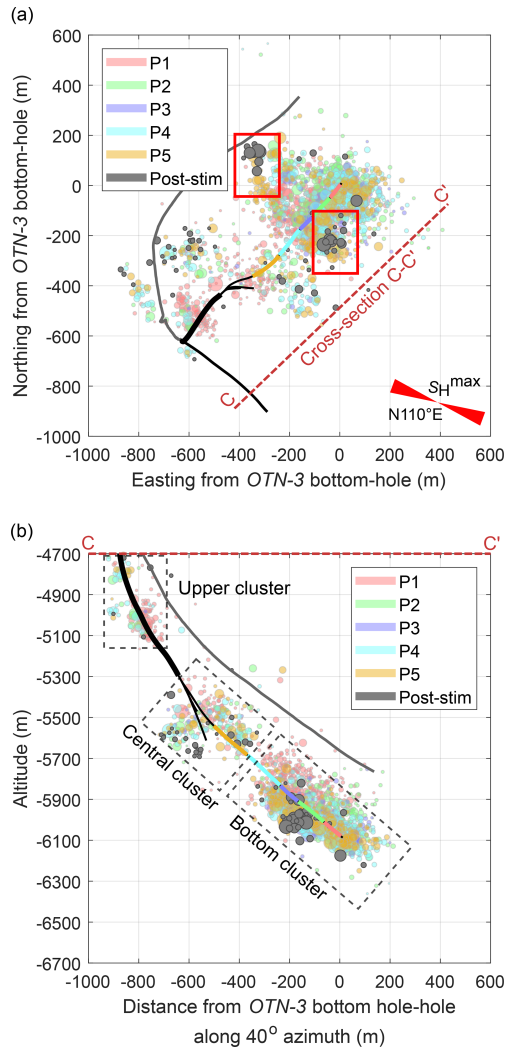 (a)
600
400
200
0
-200
-400
-600
-800
-1000
Northing from OTN-3 bottom-hole (m)
P1
P2
P3
P4
P5
Post-stim
C'
Cross-section C-C'
C
SHmax
N110°E
-1000 -800 -600 -400 -200 0 200 400 600
Easting from OTN-3 bottom-hole (m)
(b)
C C'
-4700
-4900
-5100
-5300
-5500
-5700
-5900
-6100
-6300
-6500
-6700
Altitude (m)
Upper cluster
P1
P2
P3
P4
P5
Post-stim
Central cluster
Bottom cluster
-1000 -800 -600 -400 -200 0 200 400 600
Distance from OTN-3 bottom hole-hole
along 40° azimuth (m)